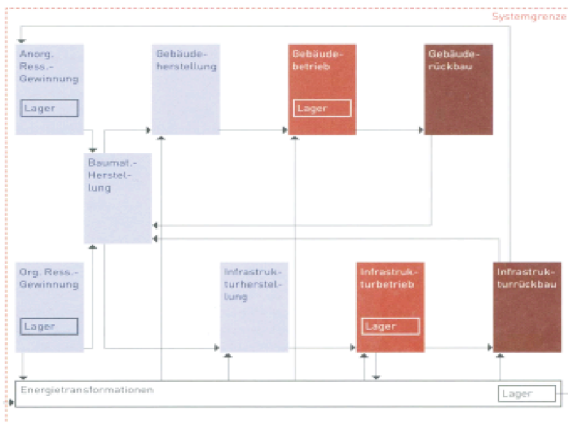 Systemgrenze
Anorg.
Ress.-
Gewinnung
Lager
Gebäude-
herstellung
Gebäude-
betrieb
Lager
Gebäude-
rückbau
Baumat.-
Herstel-
lung
Org. Ress.-
Gewinnung
Lager
Infrastruk-
turherstel-
lung
Infrastruk-
turbetrieb
Lager
Infrastruk-
turrückbau
Energietransformationen
Lager